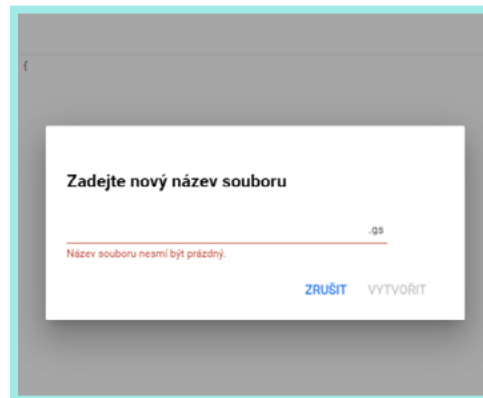 {
Zadejte nový název souboru
.gs
Název souboru nesmí být prázdný.
ZRUŠIT VYTVOŘIT